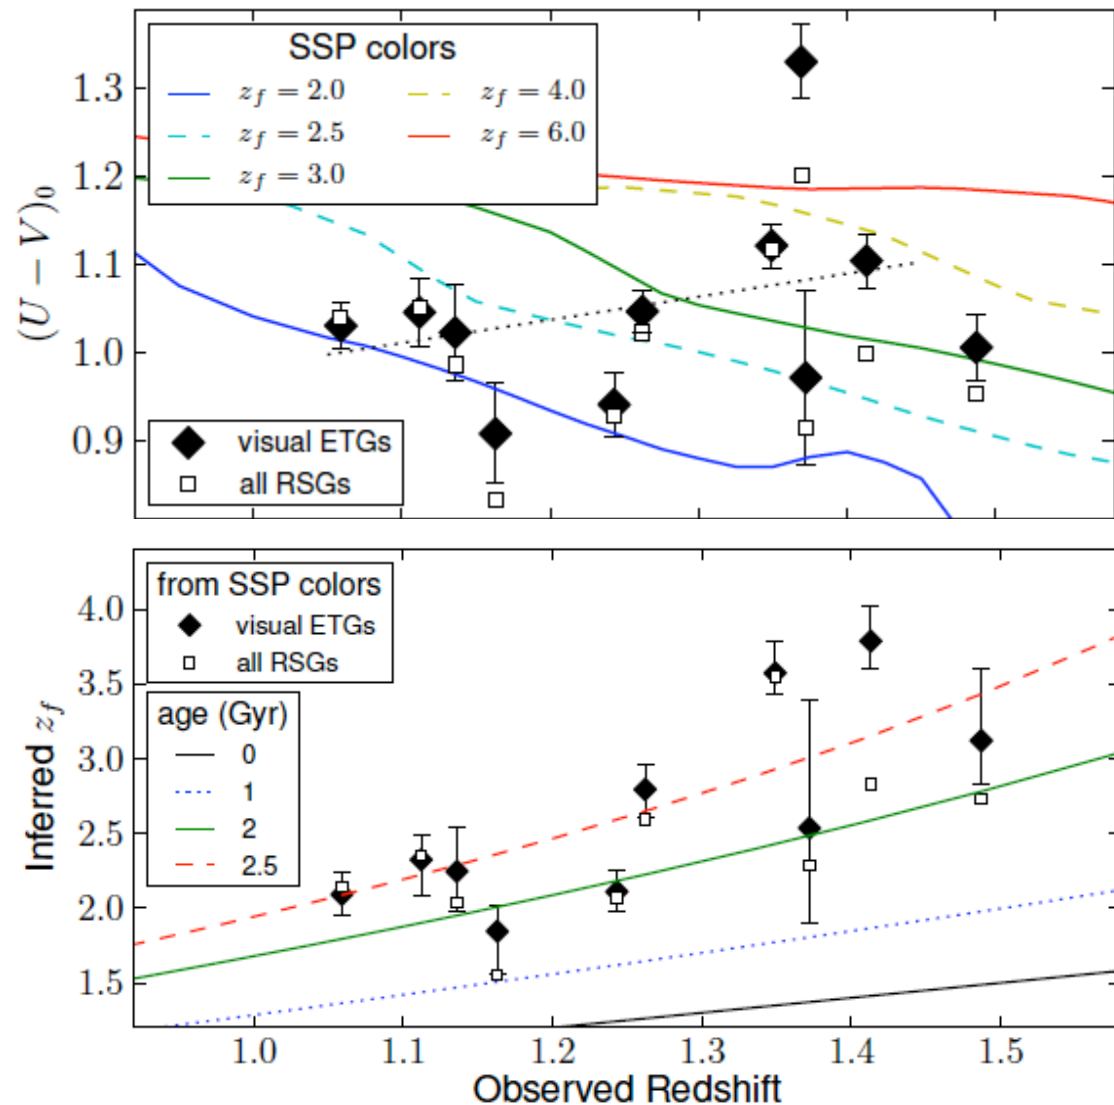 SSP colors
z_f = 2.0
z_f = 4.0
z_f = 2.5
z_f = 6.0
z_f = 3.0
1.3
1.2
1.1
1.0
0.9
(U − V)_0
visual ETGs
all RSGs
from SSP colors
visual ETGs
all RSGs
age (Gyr)
0
1
2
2.5
4.0
3.5
3.0
2.5
2.0
1.5
Inferred z_f
1.0 1.1 1.2 1.3 1.4 1.5
Observed Redshift